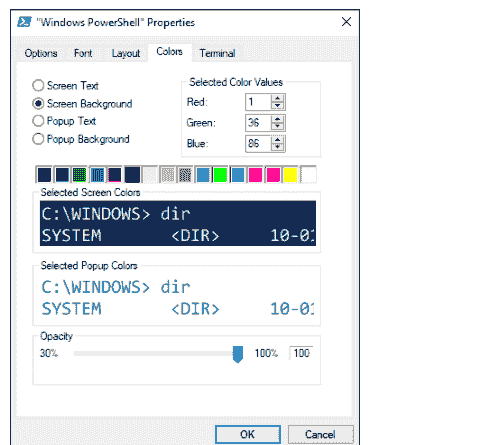 "Windows PowerShell" Properties
Options Font Layout Colors Terminal
Screen Text
Screen Background
Popup Text
Popup Background
Selected Color Values
Red: 1
Green: 36
Blue: 86
Selected Screen Colors
C:\WINDOWS> dir
SYSTEM <DIR> 10-01
Selected Popup Colors
C:\WINDOWS> dir
SYSTEM <DIR> 10-01
Opacity
30% 100% 100
OK Cancel